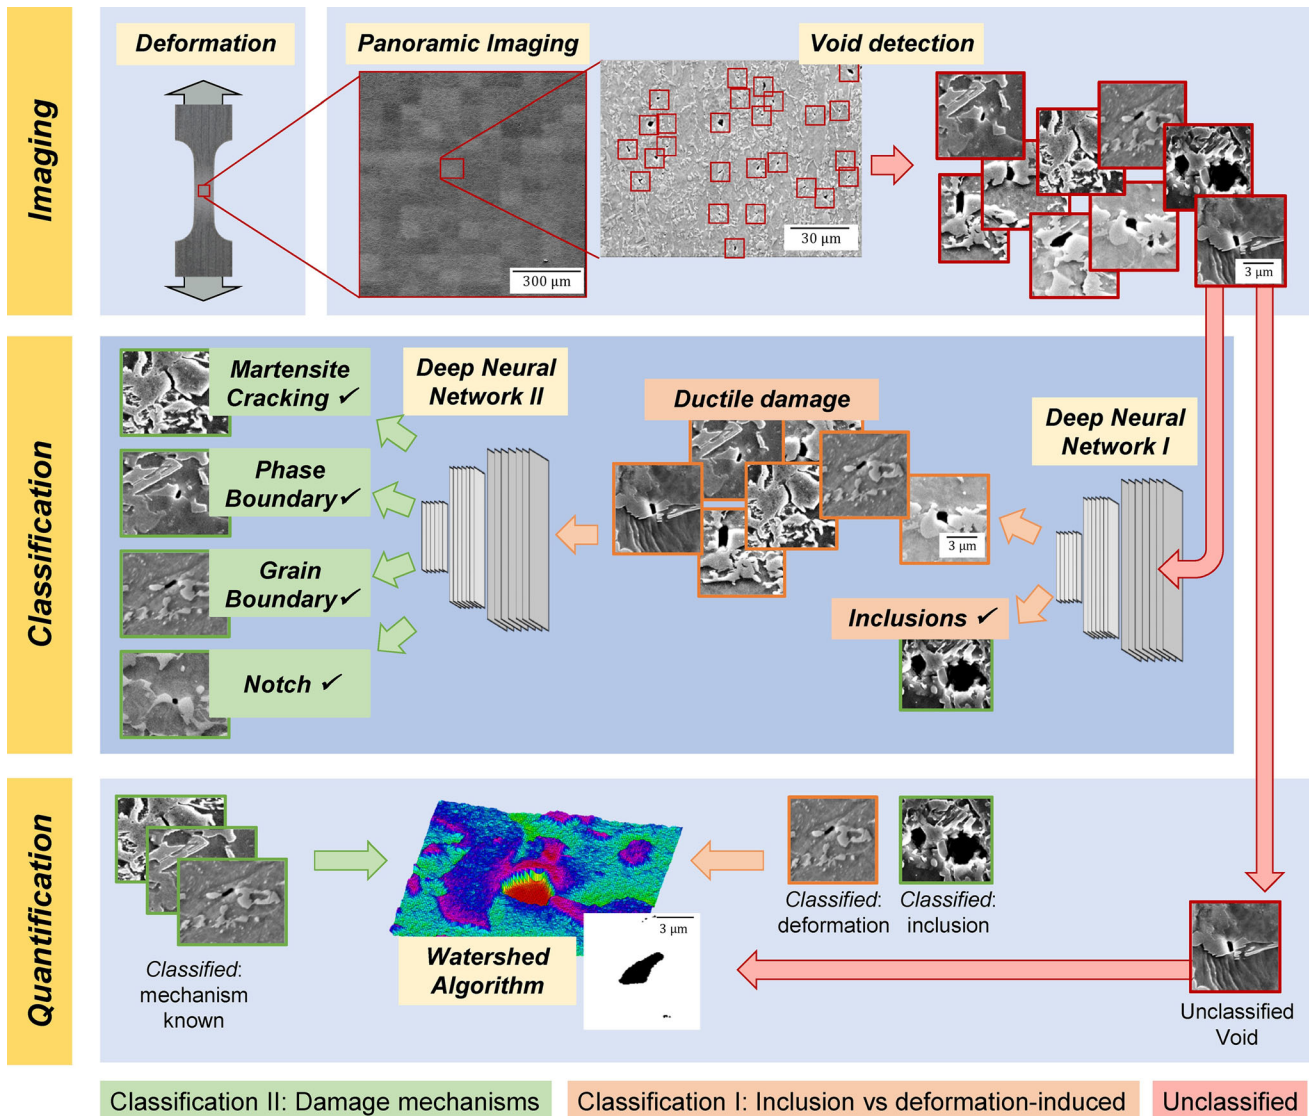 Imaging
Deformation
Panoramic Imaging
Void detection
300 μm
30 μm
3 μm
Classification
Martensite
Cracking ✓
Phase
Boundary ✓
Grain
Boundary ✓
Notch ✓
Deep Neural
Network II
Ductile damage
3 μm
Inclusions ✓
Deep Neural
Network I
Quantification
Classified:
mechanism
known
Watershed
Algorithm
3 μm
Classified:
deformation
Classified:
inclusion
Unclassified
Void
Classification II: Damage mechanisms
Classification I: Inclusion vs deformation-induced
Unclassified